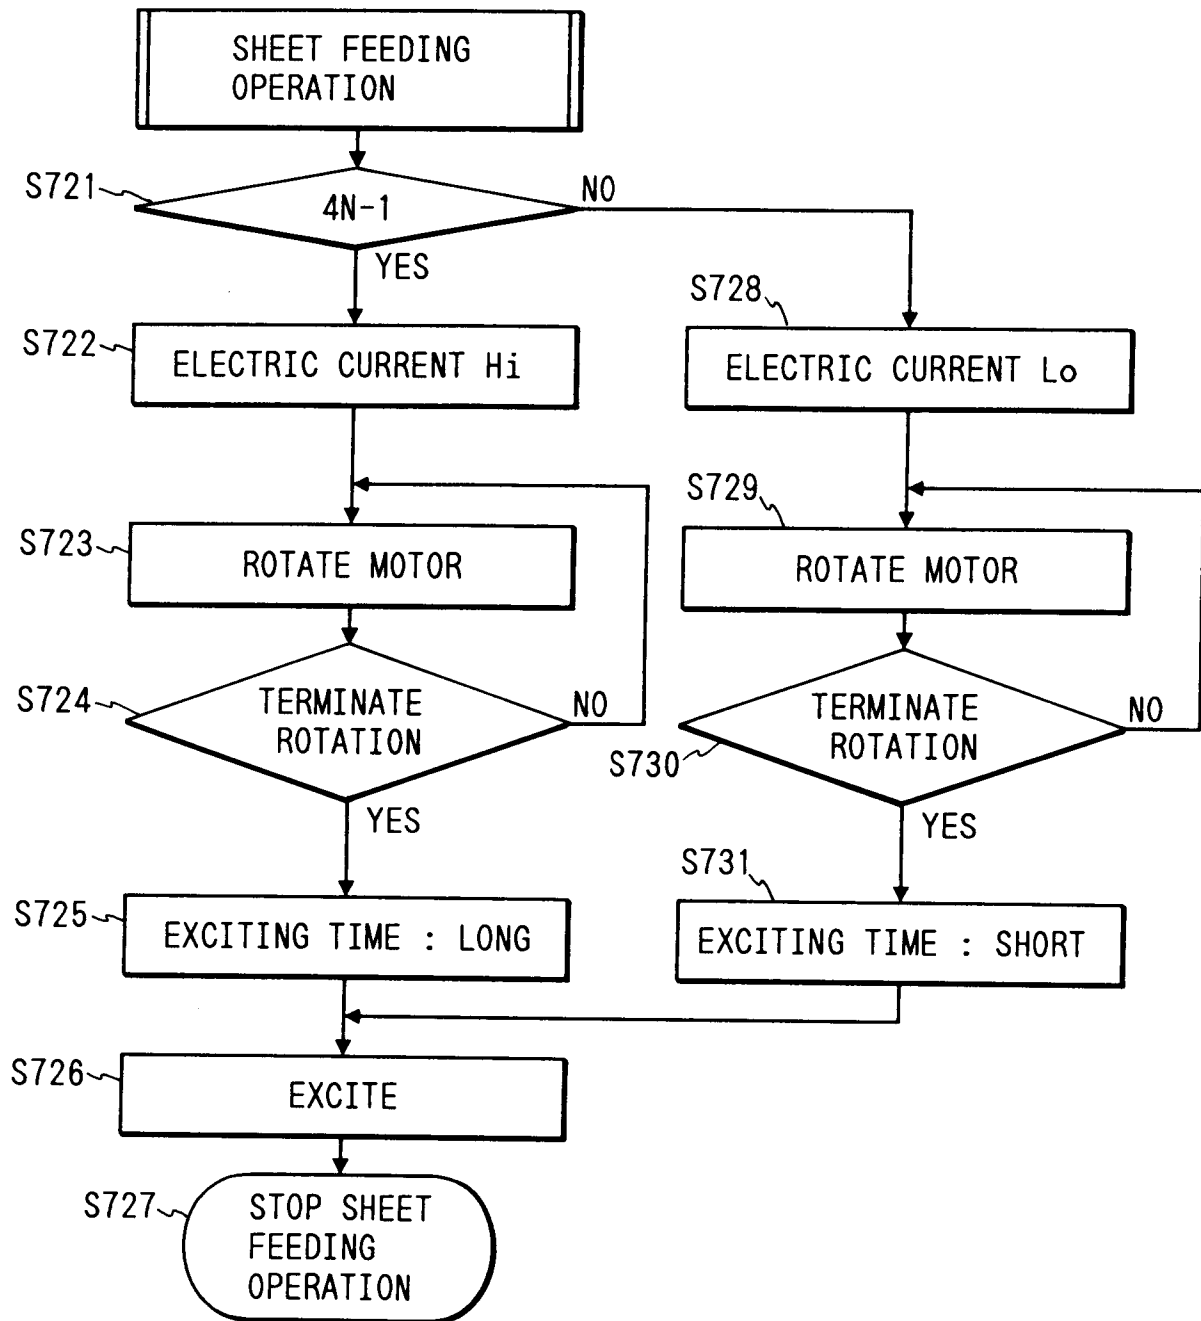 SHEET FEEDING
OPERATION
S721
4N-1
NO
YES
S722
ELECTRIC CURRENT Hi
S723
ROTATE MOTOR
S724
TERMINATE
ROTATION
NO
YES
S725
EXCITING TIME : LONG
S728
ELECTRIC CURRENT Lo
S729
ROTATE MOTOR
S730
TERMINATE
ROTATION
NO
YES
S731
EXCITING TIME : SHORT
S726
EXCITE
S727
STOP SHEET
FEEDING
OPERATION